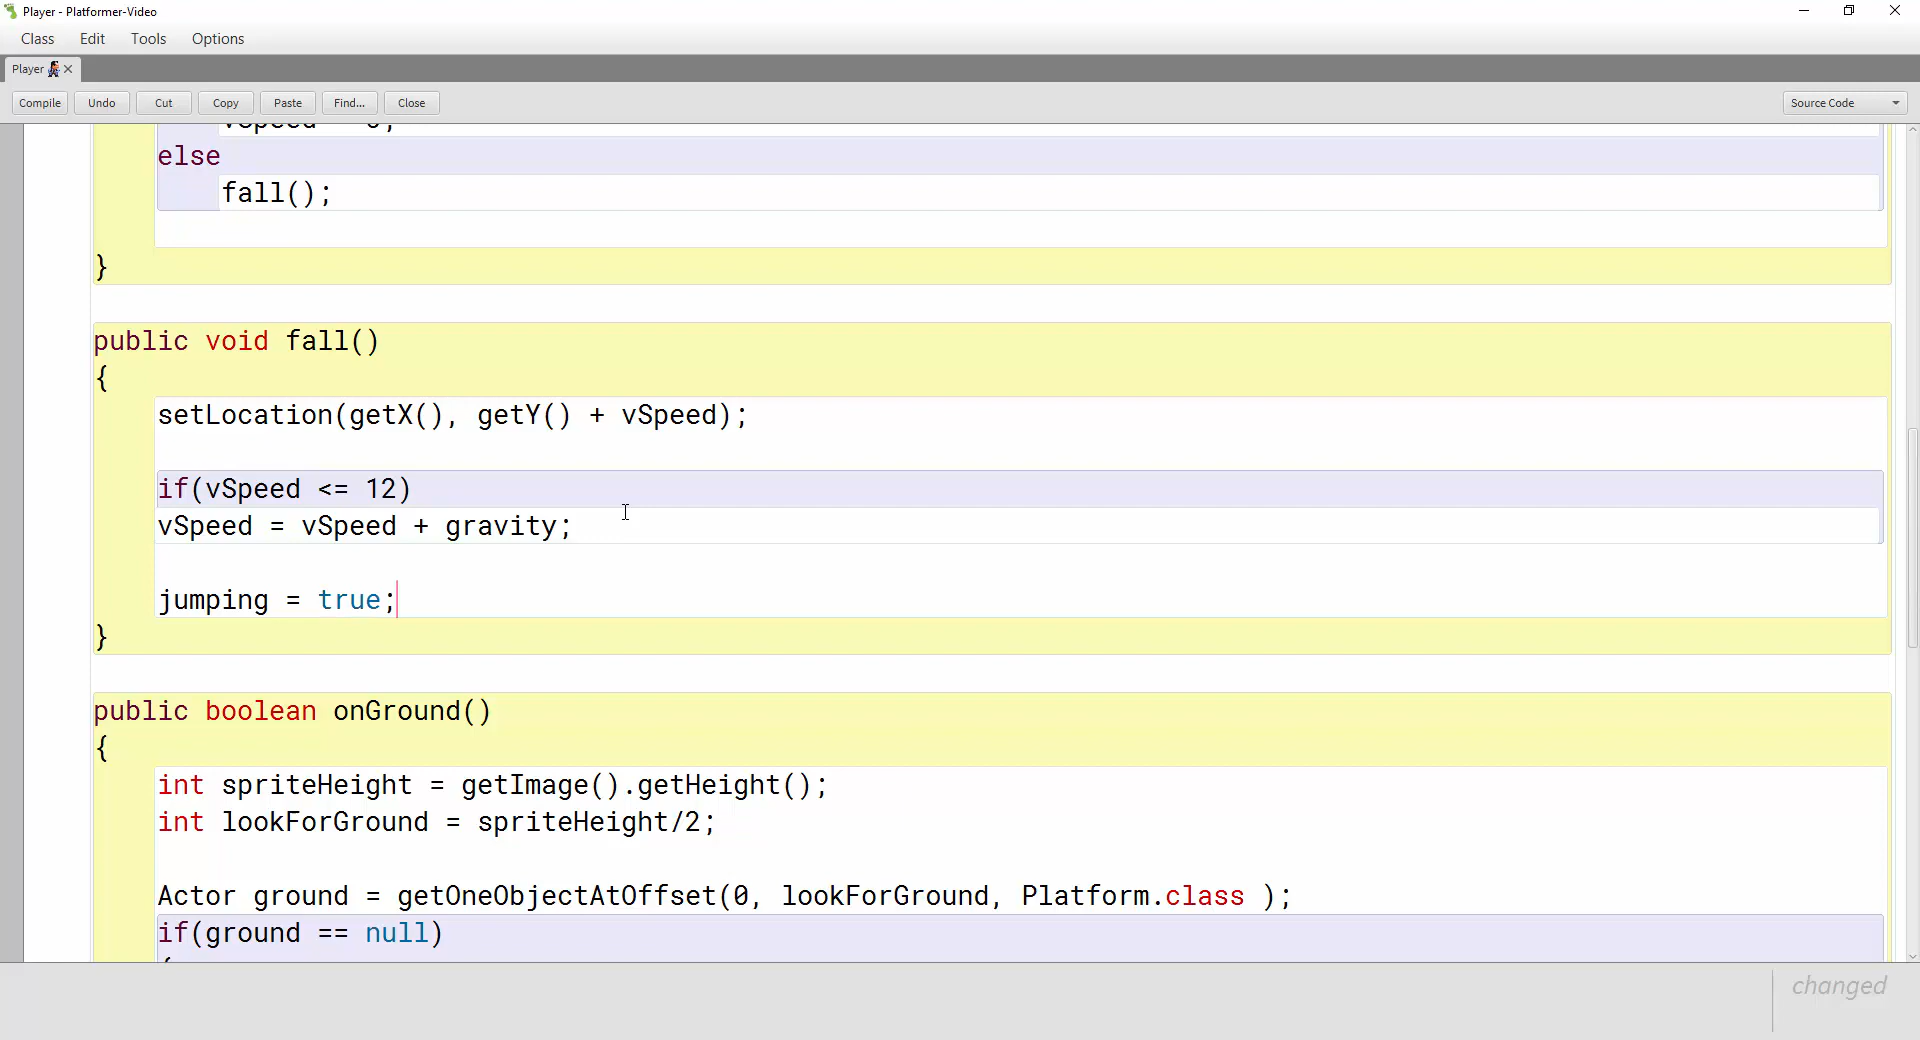 Player - Platformer-Video
Class Edit Tools Options
Player
Compile Undo Cut Copy Paste Find... Close Source Code
else
fall();
}
public void fall()
{
setLocation(getX(), getY() + vSpeed);
if(vSpeed <= 12)
vSpeed = vSpeed + gravity;
jumping = true;
}
public boolean onGround()
{
int spriteHeight = getImage().getHeight();
int lookForGround = spriteHeight/2;
Actor ground = getOneObjectAtOffset(0, lookForGround, Platform.class );
if(ground == null)
changed